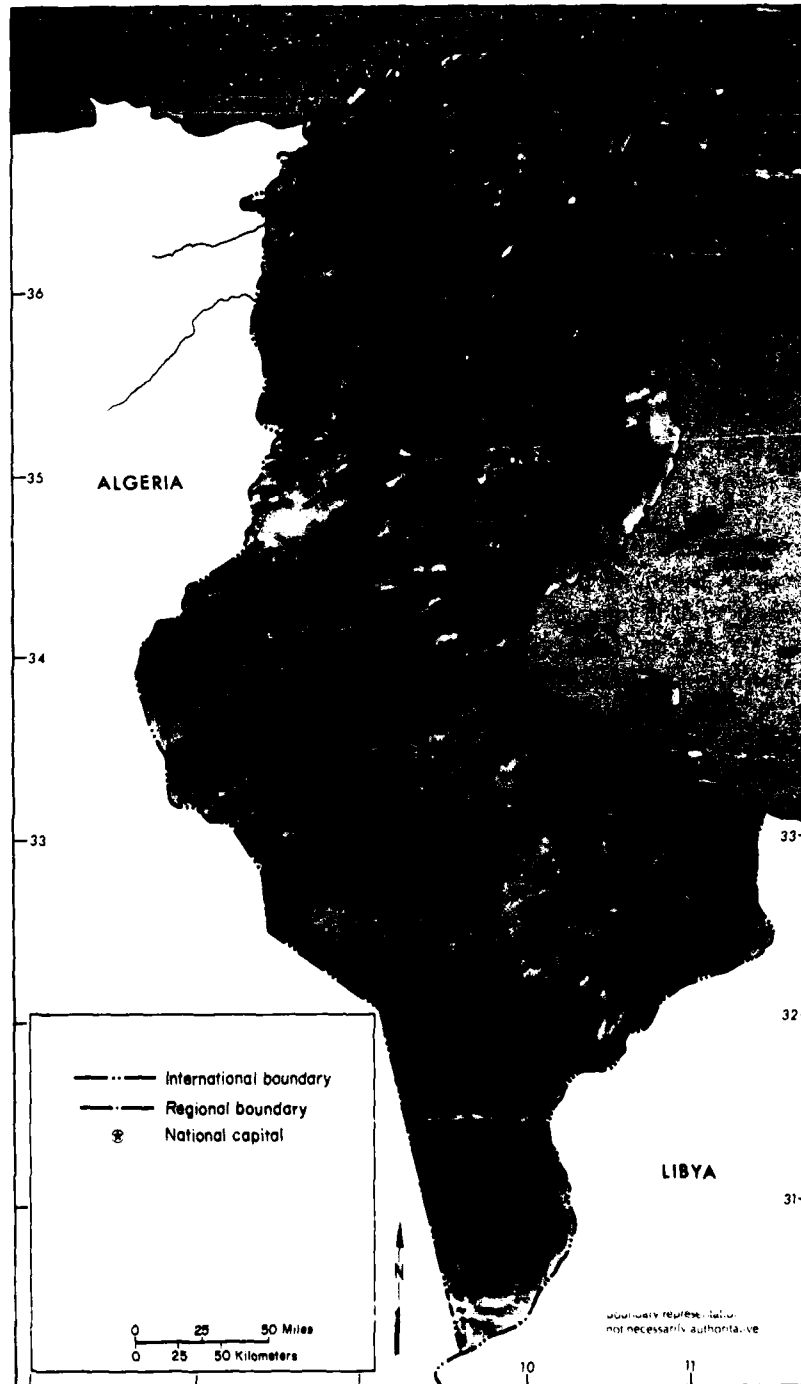 36
35
ALGERIA
34
33
33
32
International boundary
Regional boundary
National capital
LIBYA
31
N
boundary representation
not necessarily authoritative
0 25 50 Miles
0 25 50 Kilometers
10
11